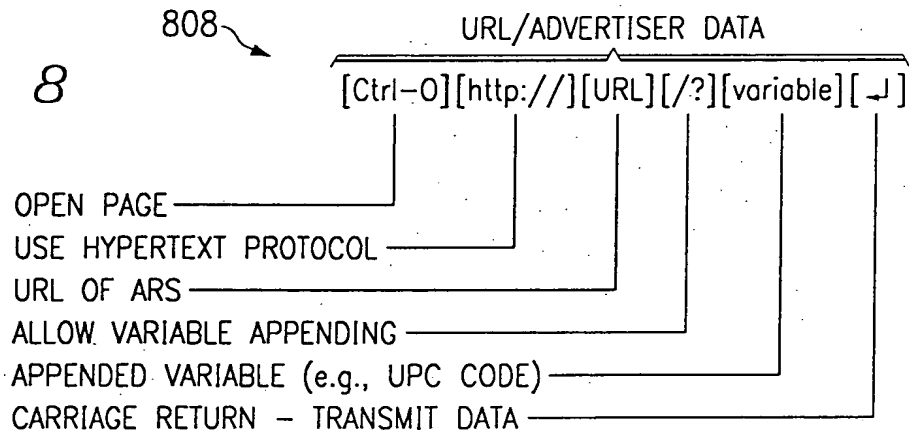 808
URL/ADVERTISER DATA
8
[Ctrl-O][http://][URL][/?][variable][↵]
OPEN PAGE
USE HYPERTEXT PROTOCOL
URL OF ARS
ALLOW VARIABLE APPENDING
APPENDED VARIABLE (e.g., UPC CODE)
CARRIAGE RETURN – TRANSMIT DATA